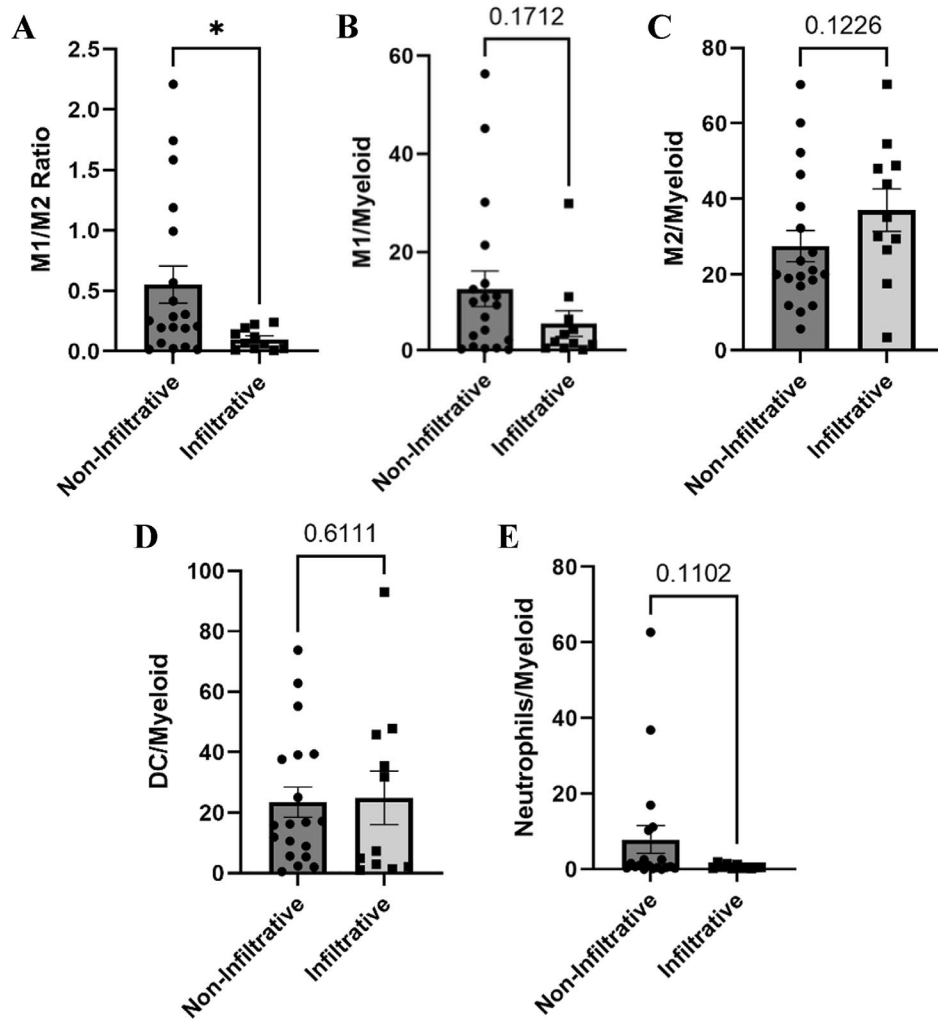 A
*
2.5
2.0
1.5
1.0
0.5
0.0
M1/M2 Ratio
Non-Infiltrative
Infiltrative
B
0.1712
60
40
20
0
M1/Myeloid
Non-Infiltrative
Infiltrative
C
0.1226
80
60
40
20
0
M2/Myeloid
Non-Infiltrative
Infiltrative
D
0.6111
100
80
60
40
20
0
DC/Myeloid
Non-Infiltrative
Infiltrative
E
0.1102
80
60
40
20
0
Neutrophils/Myeloid
Non-Infiltrative
Infiltrative